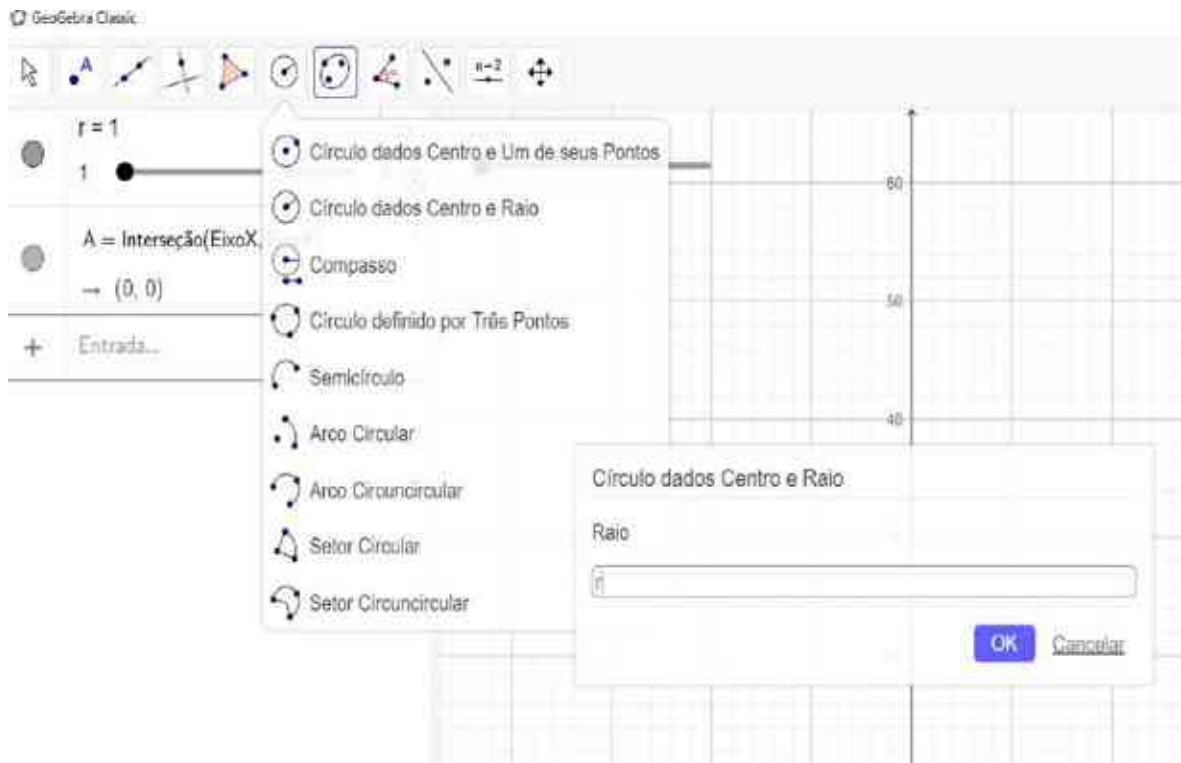 GeoGebra Classic
A
a=2
r = 1
1
A = Interseção(EixoX,
→ (0, 0)
+ Entrada...
Círculo dados Centro e Um de seus Pontos
Círculo dados Centro e Raio
Compasso
Círculo definido por Três Pontos
Semicírculo
Arco Circular
Arco Circuncircular
Setor Circular
Setor Circuncircular
60
50
40
Círculo dados Centro e Raio
Raio
r
OK Cancelar